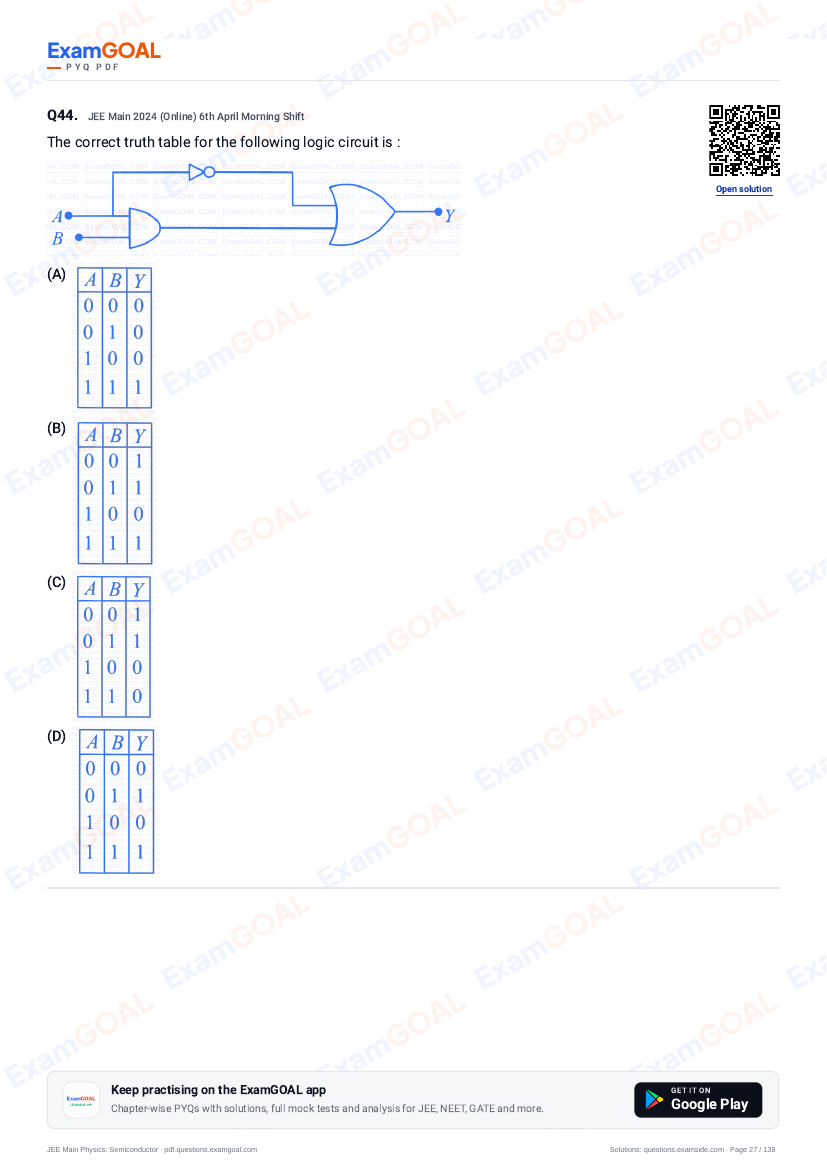 ExamGOAL
PYQ PDF
Q44. JEE Main 2024 (Online) 6th April Morning Shift
The correct truth table for the following logic circuit is :
Open solution
A
B
Y
(A)
A B Y
0 0 0
0 1 0
1 0 0
1 1 1
(B)
A B Y
0 0 1
0 1 1
1 0 0
1 1 1
(C)
A B Y
0 0 1
0 1 1
1 0 0
1 1 0
(D)
A B Y
0 0 0
0 1 1
1 0 0
1 1 1
ExamGOAL
Keep practising on the ExamGOAL app
Chapter-wise PYQs with solutions, full mock tests and analysis for JEE, NEET, GATE and more.
GET IT ON
Google Play
JEE Main Physics: Semiconductor · pdf.questions.examgoal.com
Solutions: questions.examside.com · Page 27 / 138